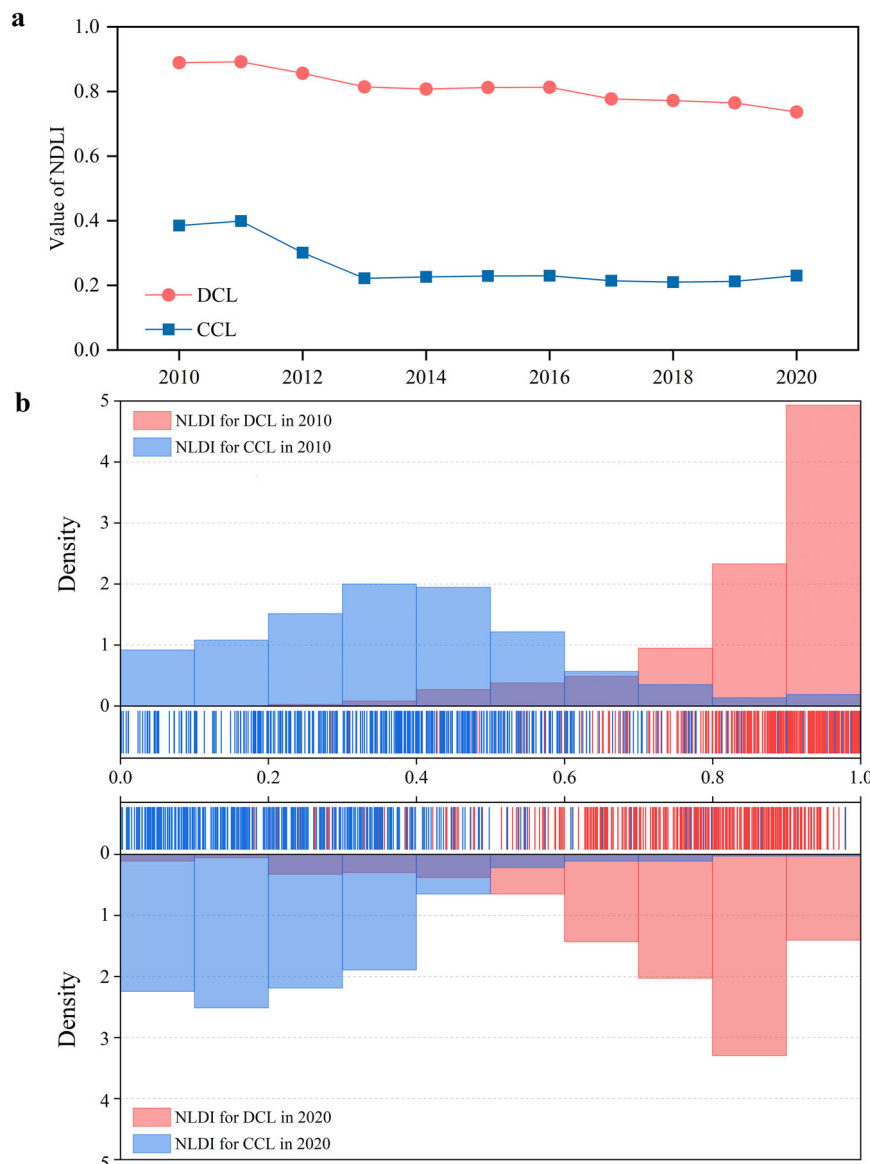 a
1.0
0.8
0.6
0.4
0.2
0.0
Value of NDLI
DCL
CCL
2010 2012 2014 2016 2018 2020
b
5
4
3
2
1
0
Density
NLDI for DCL in 2010
NLDI for CCL in 2010
0.0 0.2 0.4 0.6 0.8 1.0
0
1
2
3
4
5
Density
NLDI for DCL in 2020
NLDI for CCL in 2020